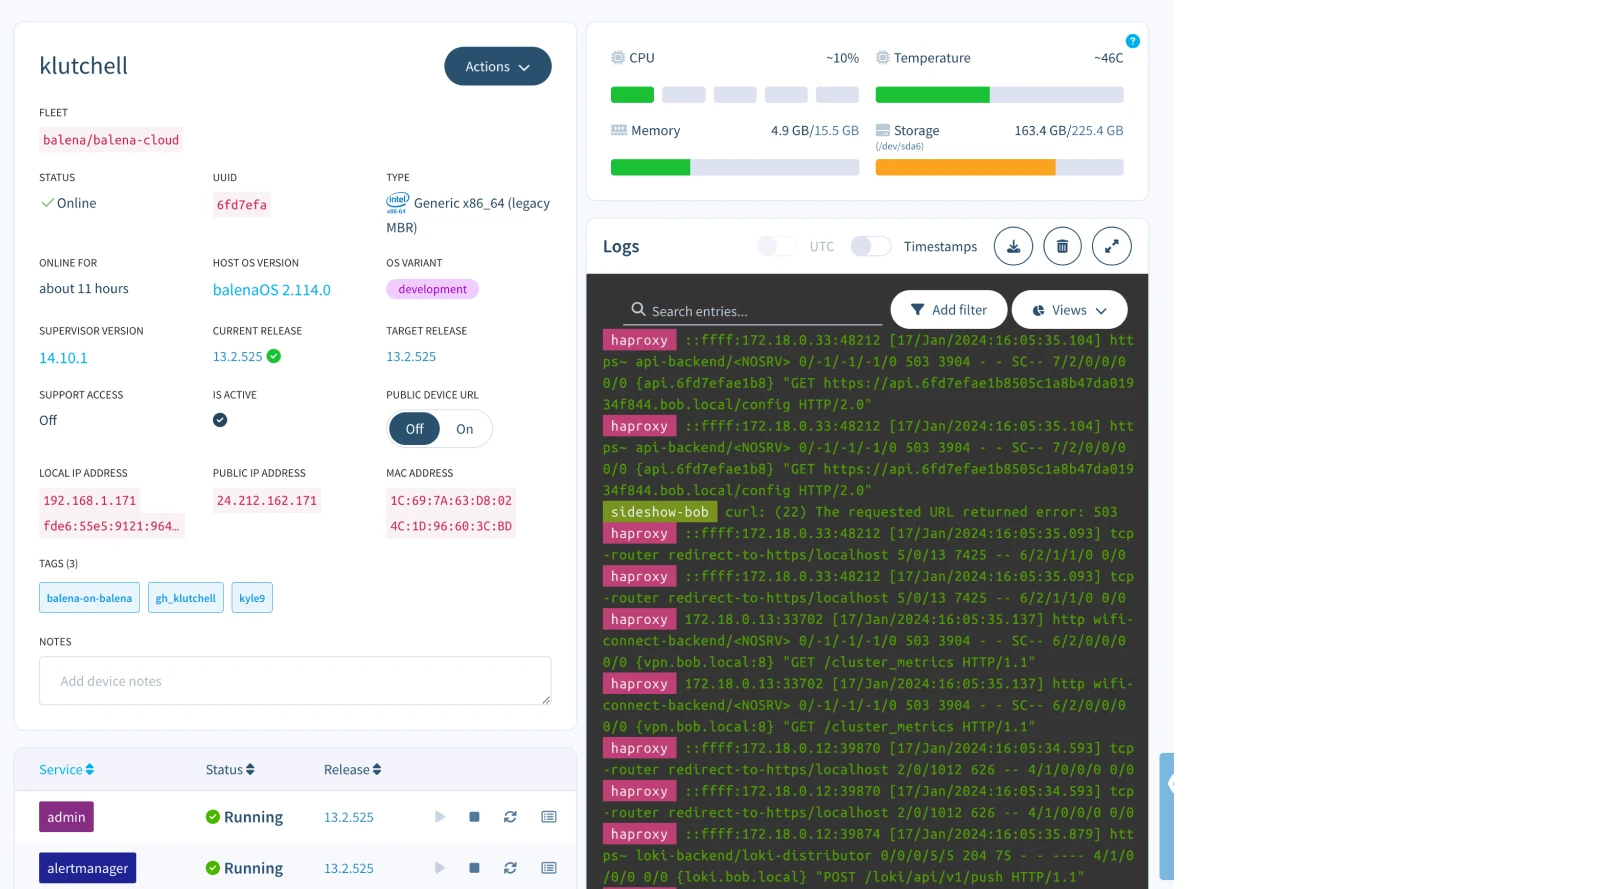 klutchell
Actions
FLEET
balena/balena-cloud
STATUS
UUID
TYPE
Online
6fd7efa
intel
x86-64
Generic x86_64 (legacy
MBR)
ONLINE FOR
HOST OS VERSION
OS VARIANT
about 11 hours
balenaOS 2.114.0
development
SUPERVISOR VERSION
CURRENT RELEASE
TARGET RELEASE
14.10.1
13.2.525
13.2.525
SUPPORT ACCESS
IS ACTIVE
PUBLIC DEVICE URL
Off
Off On
LOCAL IP ADDRESS
PUBLIC IP ADDRESS
MAC ADDRESS
192.168.1.171
24.212.162.171
1C:69:7A:63:D8:02
fde6:55e5:9121:964…
4C:1D:96:60:3C:BD
TAGS (3)
balena-on-balena
gh_klutchell
kyle9
NOTES
Add device notes
Service
Status
Release
admin
Running
13.2.525
alertmanager
Running
13.2.525
?
CPU
~10%
Temperature
~46C
Memory
4.9 GB/15.5 GB
Storage
163.4 GB/225.4 GB
(/dev/sda6)
Logs
UTC
Timestamps
Search entries...
Add filter
Views
haproxy ::ffff:172.18.0.33:48212 [17/Jan/2024:16:05:35.104] htt
ps~ api-backend/<NOSRV> 0/-1/-1/-1/0 503 3904 - - SC-- 7/2/0/0/0
0/0 {api.6fd7efae1b8} "GET https://api.6fd7efae1b8505c1a8b47da019
34f844.bob.local/config HTTP/2.0"
haproxy ::ffff:172.18.0.33:48212 [17/Jan/2024:16:05:35.104] htt
ps~ api-backend/<NOSRV> 0/-1/-1/-1/0 503 3904 - - SC-- 7/2/0/0/0
0/0 {api.6fd7efae1b8} "GET https://api.6fd7efae1b8505c1a8b47da019
34f844.bob.local/config HTTP/2.0"
sideshow-bob curl: (22) The requested URL returned error: 503
haproxy ::ffff:172.18.0.33:48212 [17/Jan/2024:16:05:35.093] tcp
-router redirect-to-https/localhost 5/0/13 7425 -- 6/2/1/1/0 0/0
haproxy ::ffff:172.18.0.33:48212 [17/Jan/2024:16:05:35.093] tcp
-router redirect-to-https/localhost 5/0/13 7425 -- 6/2/1/1/0 0/0
haproxy 172.18.0.13:33702 [17/Jan/2024:16:05:35.137] http wifi-
connect-backend/<NOSRV> 0/-1/-1/-1/0 503 3904 - - SC-- 6/2/0/0/0
0/0 {vpn.bob.local:8} "GET /cluster_metrics HTTP/1.1"
haproxy 172.18.0.13:33702 [17/Jan/2024:16:05:35.137] http wifi-
connect-backend/<NOSRV> 0/-1/-1/-1/0 503 3904 - - SC-- 6/2/0/0/0
0/0 {vpn.bob.local:8} "GET /cluster_metrics HTTP/1.1"
haproxy ::ffff:172.18.0.12:39870 [17/Jan/2024:16:05:34.593] tcp
-router redirect-to-https/localhost 2/0/1012 626 -- 4/1/0/0/0 0/0
haproxy ::ffff:172.18.0.12:39870 [17/Jan/2024:16:05:34.593] tcp
-router redirect-to-https/localhost 2/0/1012 626 -- 4/1/0/0/0 0/0
haproxy ::ffff:172.18.0.12:39874 [17/Jan/2024:16:05:35.879] htt
ps~ loki-backend/loki-distributor 0/0/0/5/5 204 75 - - ---- 4/1/0
/0/0 0/0 {loki.bob.local} "POST /loki/api/v1/push HTTP/1.1"